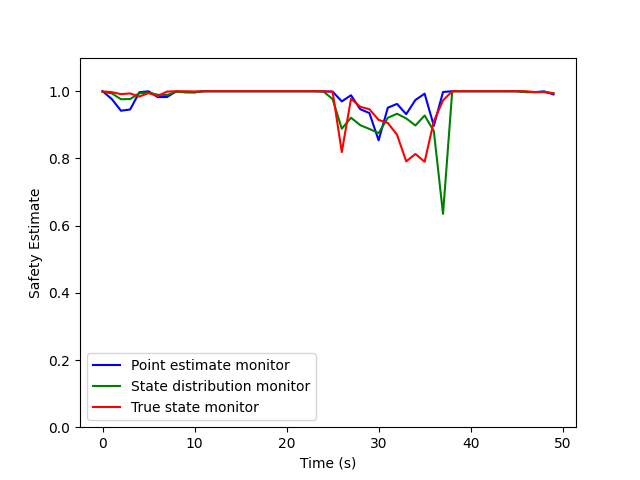 1.0
0.8
0.6
0.4
0.2
0.0
Safety Estimate
Point estimate monitor
State distribution monitor
True state monitor
0 10 20 30 40 50
Time (s)